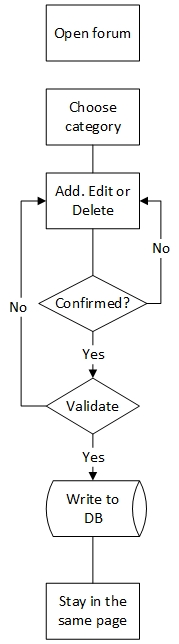 Open forum
Choose
category
Add. Edit or
Delete
No
Confirmed?
No
Yes
Validate
Yes
Write to
DB
Stay in the
same page